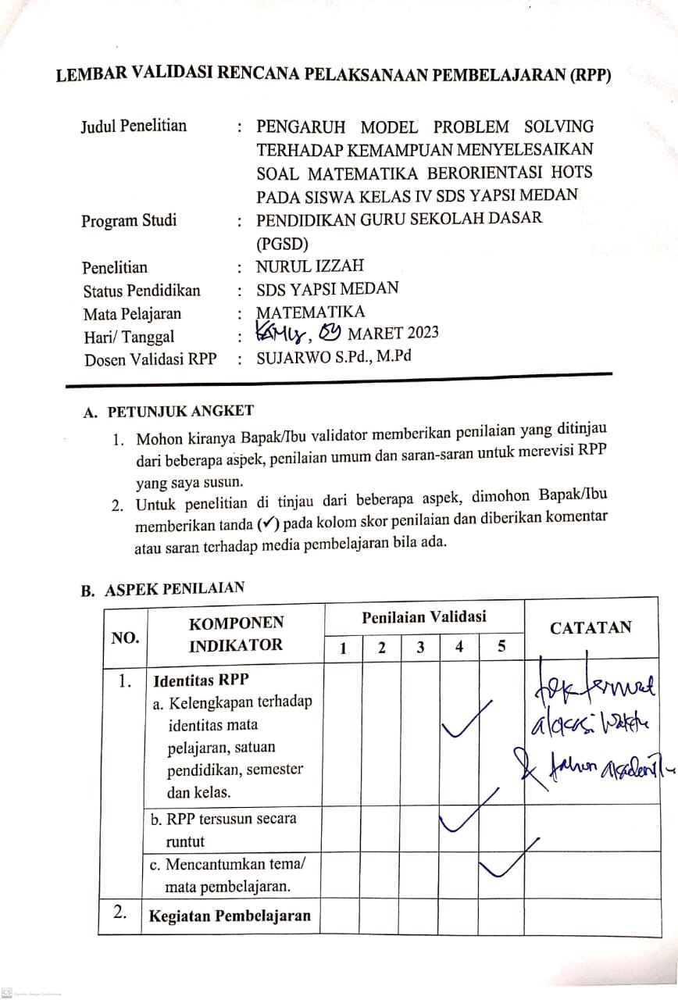 LEMBAR VALIDASI RENCANA PELAKSANAAN PEMBELAJARAN (RPP)
Judul Penelitian : PENGARUH MODEL PROBLEM SOLVING
TERHADAP KEMAMPUAN MENYELESAIKAN
SOAL MATEMATIKA BERORIENTASI HOTS
PADA SISWA KELAS IV SDS YAPSI MEDAN
Program Studi : PENDIDIKAN GURU SEKOLAH DASAR
(PGSD)
Penelitian : NURUL IZZAH
Status Pendidikan : SDS YAPSI MEDAN
Mata Pelajaran : MATEMATIKA
Hari/ Tanggal : KAMIS, 09 MARET 2023
Dosen Validasi RPP : SUJARWO S.Pd., M.Pd
A. PETUNJUK ANGKET
1. Mohon kiranya Bapak/Ibu validator memberikan penilaian yang ditinjau
dari beberapa aspek, penilaian umum dan saran-saran untuk merevisi RPP
yang saya susun.
2. Untuk penelitian di tinjau dari beberapa aspek, dimohon Bapak/Ibu
memberikan tanda (✓) pada kolom skor penilaian dan diberikan komentar
atau saran terhadap media pembelajaran bila ada.
B. ASPEK PENILAIAN
NO. KOMPONEN INDIKATOR Penilaian Validasi CATATAN
1 2 3 4 5
1. Identitas RPP
a. Kelengkapan terhadap
identitas mata
pelajaran, satuan
pendidikan, semester
dan kelas.
✓
alokasi waktu
& tahun akademik
b. RPP tersusun secara
runtut
✓
c. Mencantumkan tema/
mata pembelajaran.
✓
2. Kegiatan Pembelajaran
CS